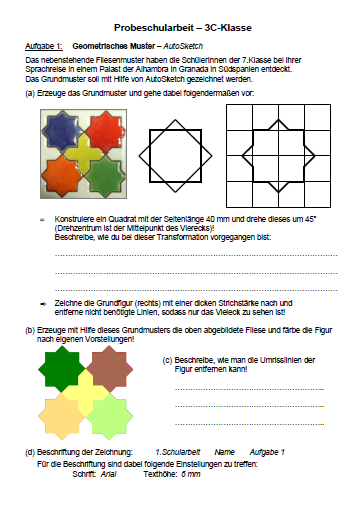 Probeschularbeit – 3C-Klasse
Aufgabe 1: Geometrisches Muster – AutoSketch
Das nebenstehende Fliesenmuster haben die SchülerInnen der 7.Klasse bei ihrer
Sprachreise in einem Palast der Alhambra in Granada in Südspanien entdeckt.
Das Grundmuster soll mit Hilfe von AutoSketch gezeichnet werden.
(a) Erzeuge das Grundmuster und gehe dabei folgendermaßen vor:
Konstruiere ein Quadrat mit der Seitenlänge 40 mm und drehe dieses um 45°
(Drehzentrum ist der Mittelpunkt des Vierecks)!
Beschreibe, wie du bei dieser Transformation vorgegangen bist:
Zeichne die Grundfigur (rechts) mit einer dicken Strichstärke nach und
entferne nicht benötigte Linien, sodass nur das Vieleck zu sehen ist!
(b) Erzeuge mit Hilfe dieses Grundmusters die oben abgebildete Fliese und färbe die Figur
nach eigenen Vorstellungen!
(c) Beschreibe, wie man die Umrisslinien der
Figur entfernen kann!
(d) Beschriftung der Zeichnung: 1.Schularbeit Name Aufgabe 1
Für die Beschriftung sind dabei folgende Einstellungen zu treffen:
Schrift: Arial Texthöhe: 6 mm